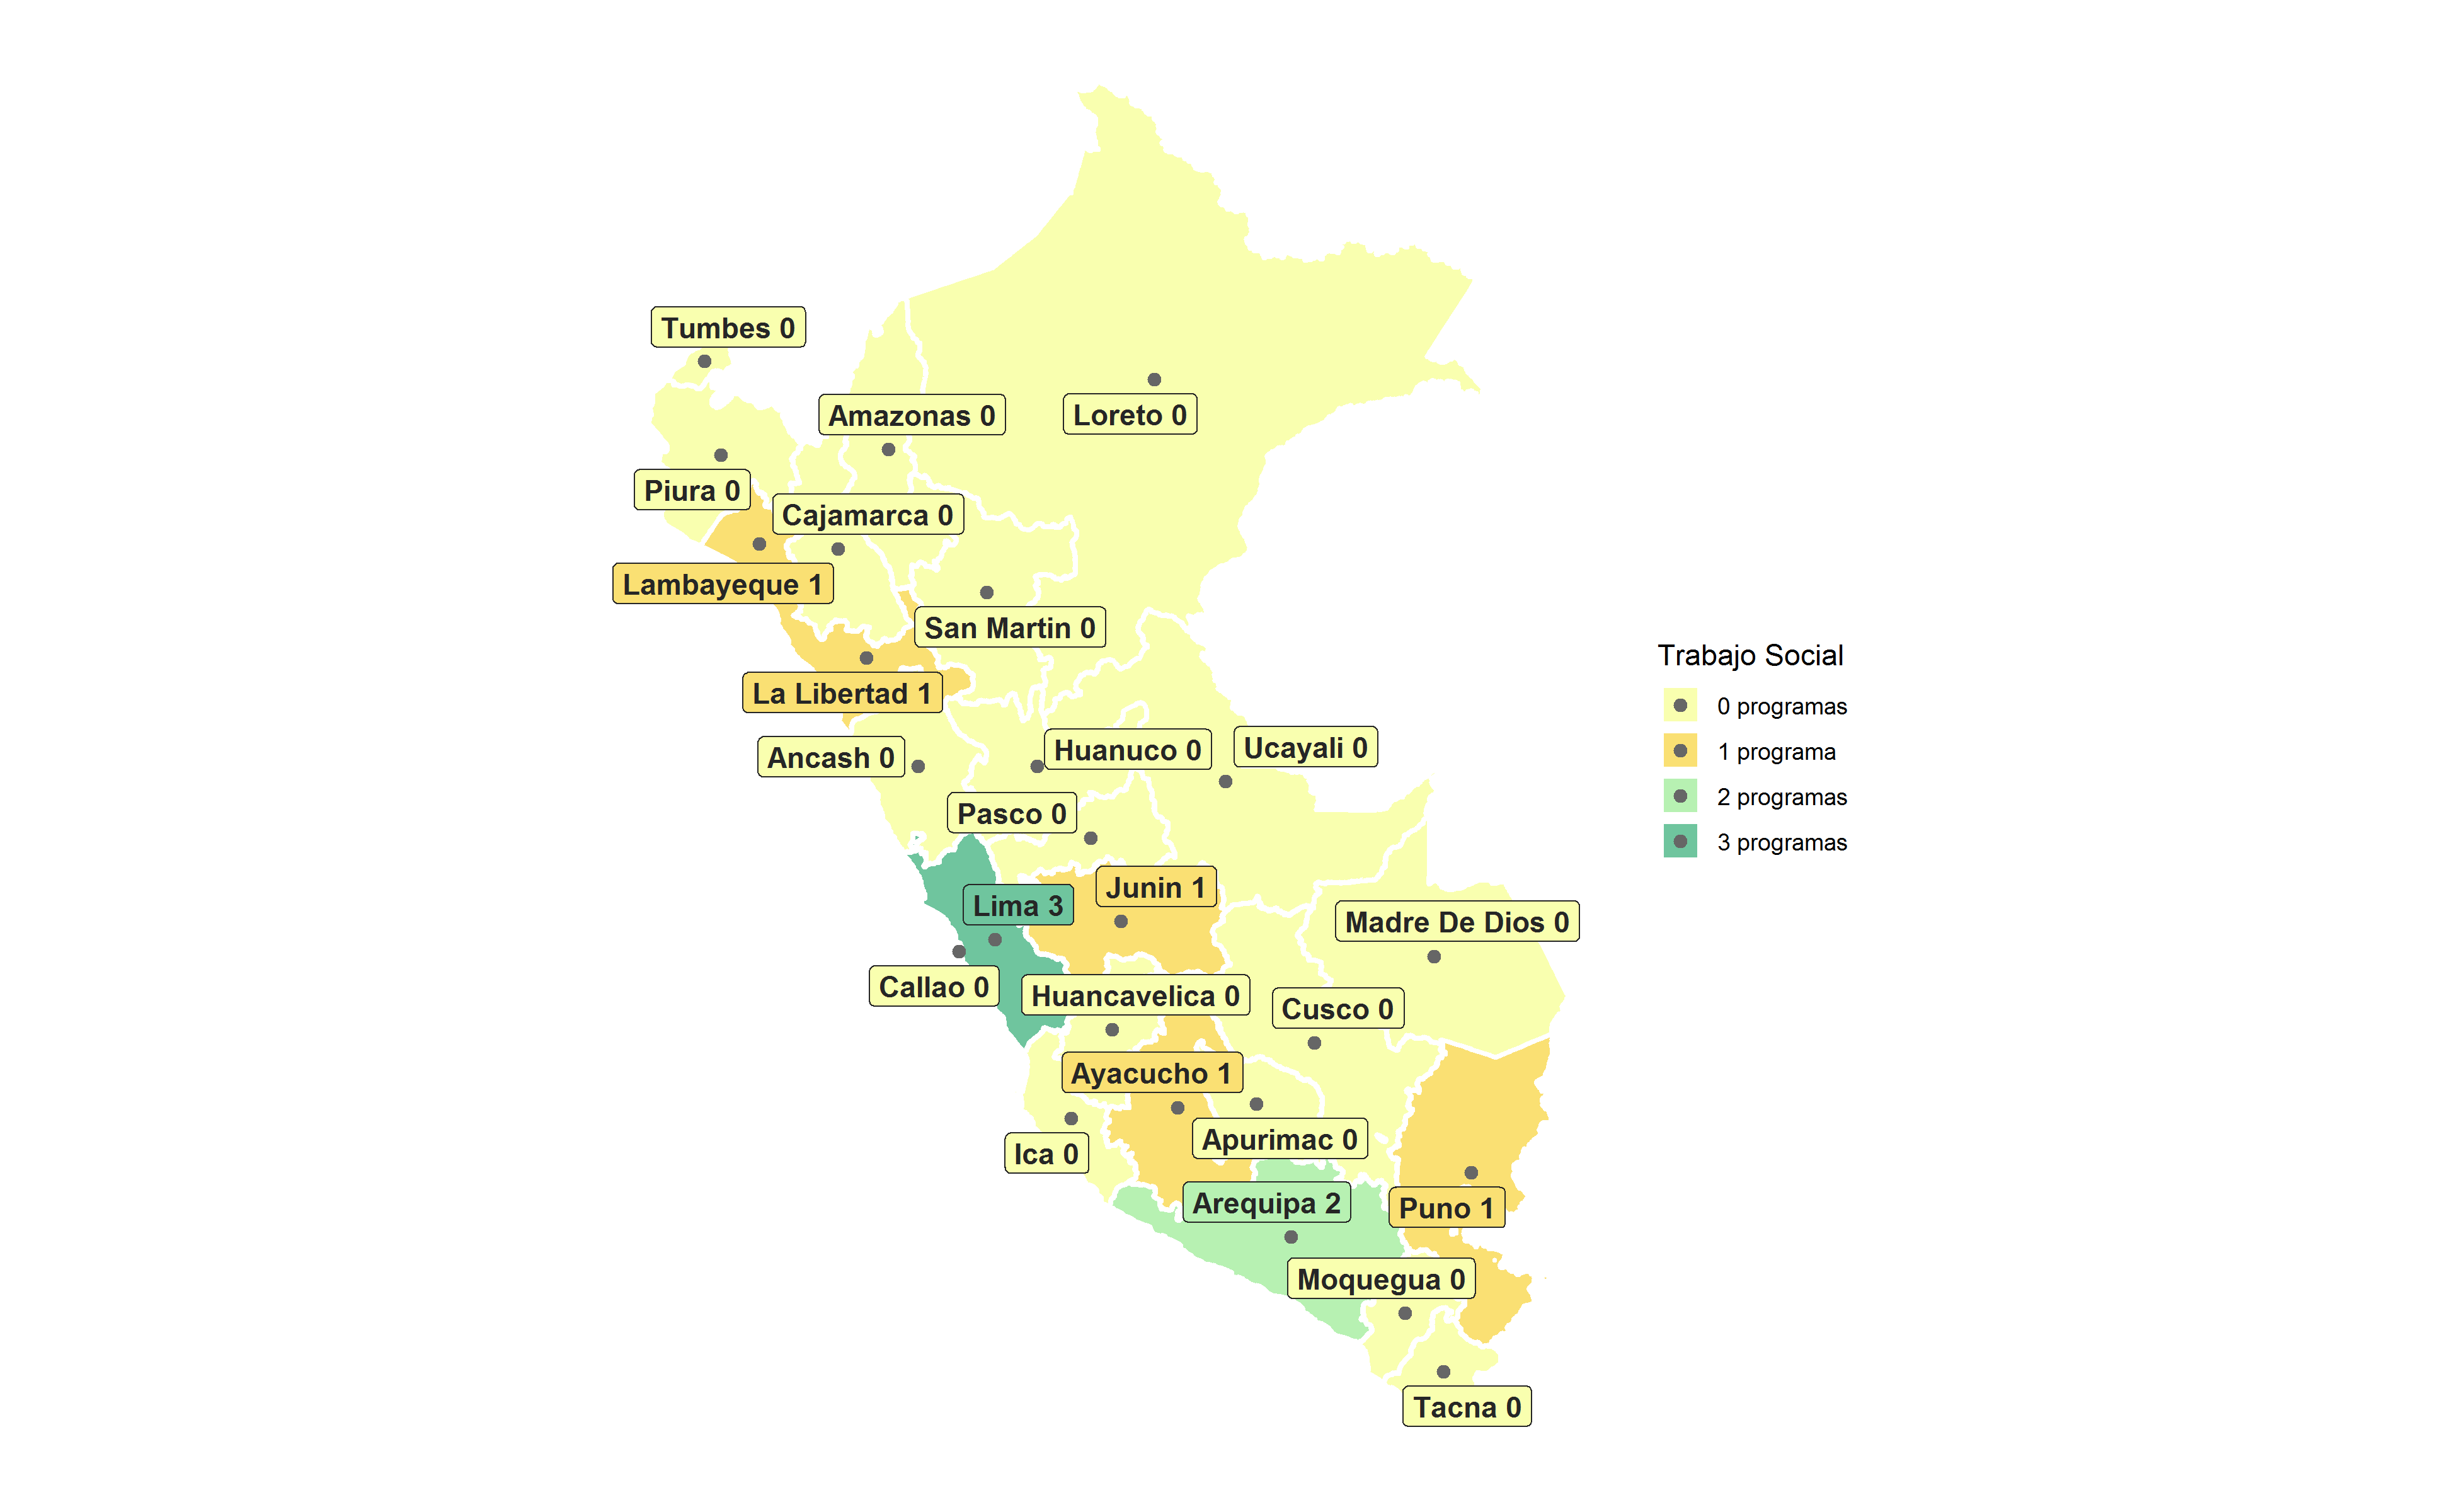 Tumbes 0
Amazonas 0
Loreto 0
Piura 0
Cajamarca 0
Lambayeque 1
San Martin 0
La Libertad 1
Ancash 0
Huanuco 0
Ucayali 0
Pasco 0
Junin 1
Lima 3
Madre De Dios 0
Callao 0
Huancavelica 0
Cusco 0
Ayacucho 1
Apurimac 0
Ica 0
Arequipa 2
Puno 1
Moquegua 0
Tacna 0
Trabajo Social
0 programas
1 programa
2 programas
3 programas